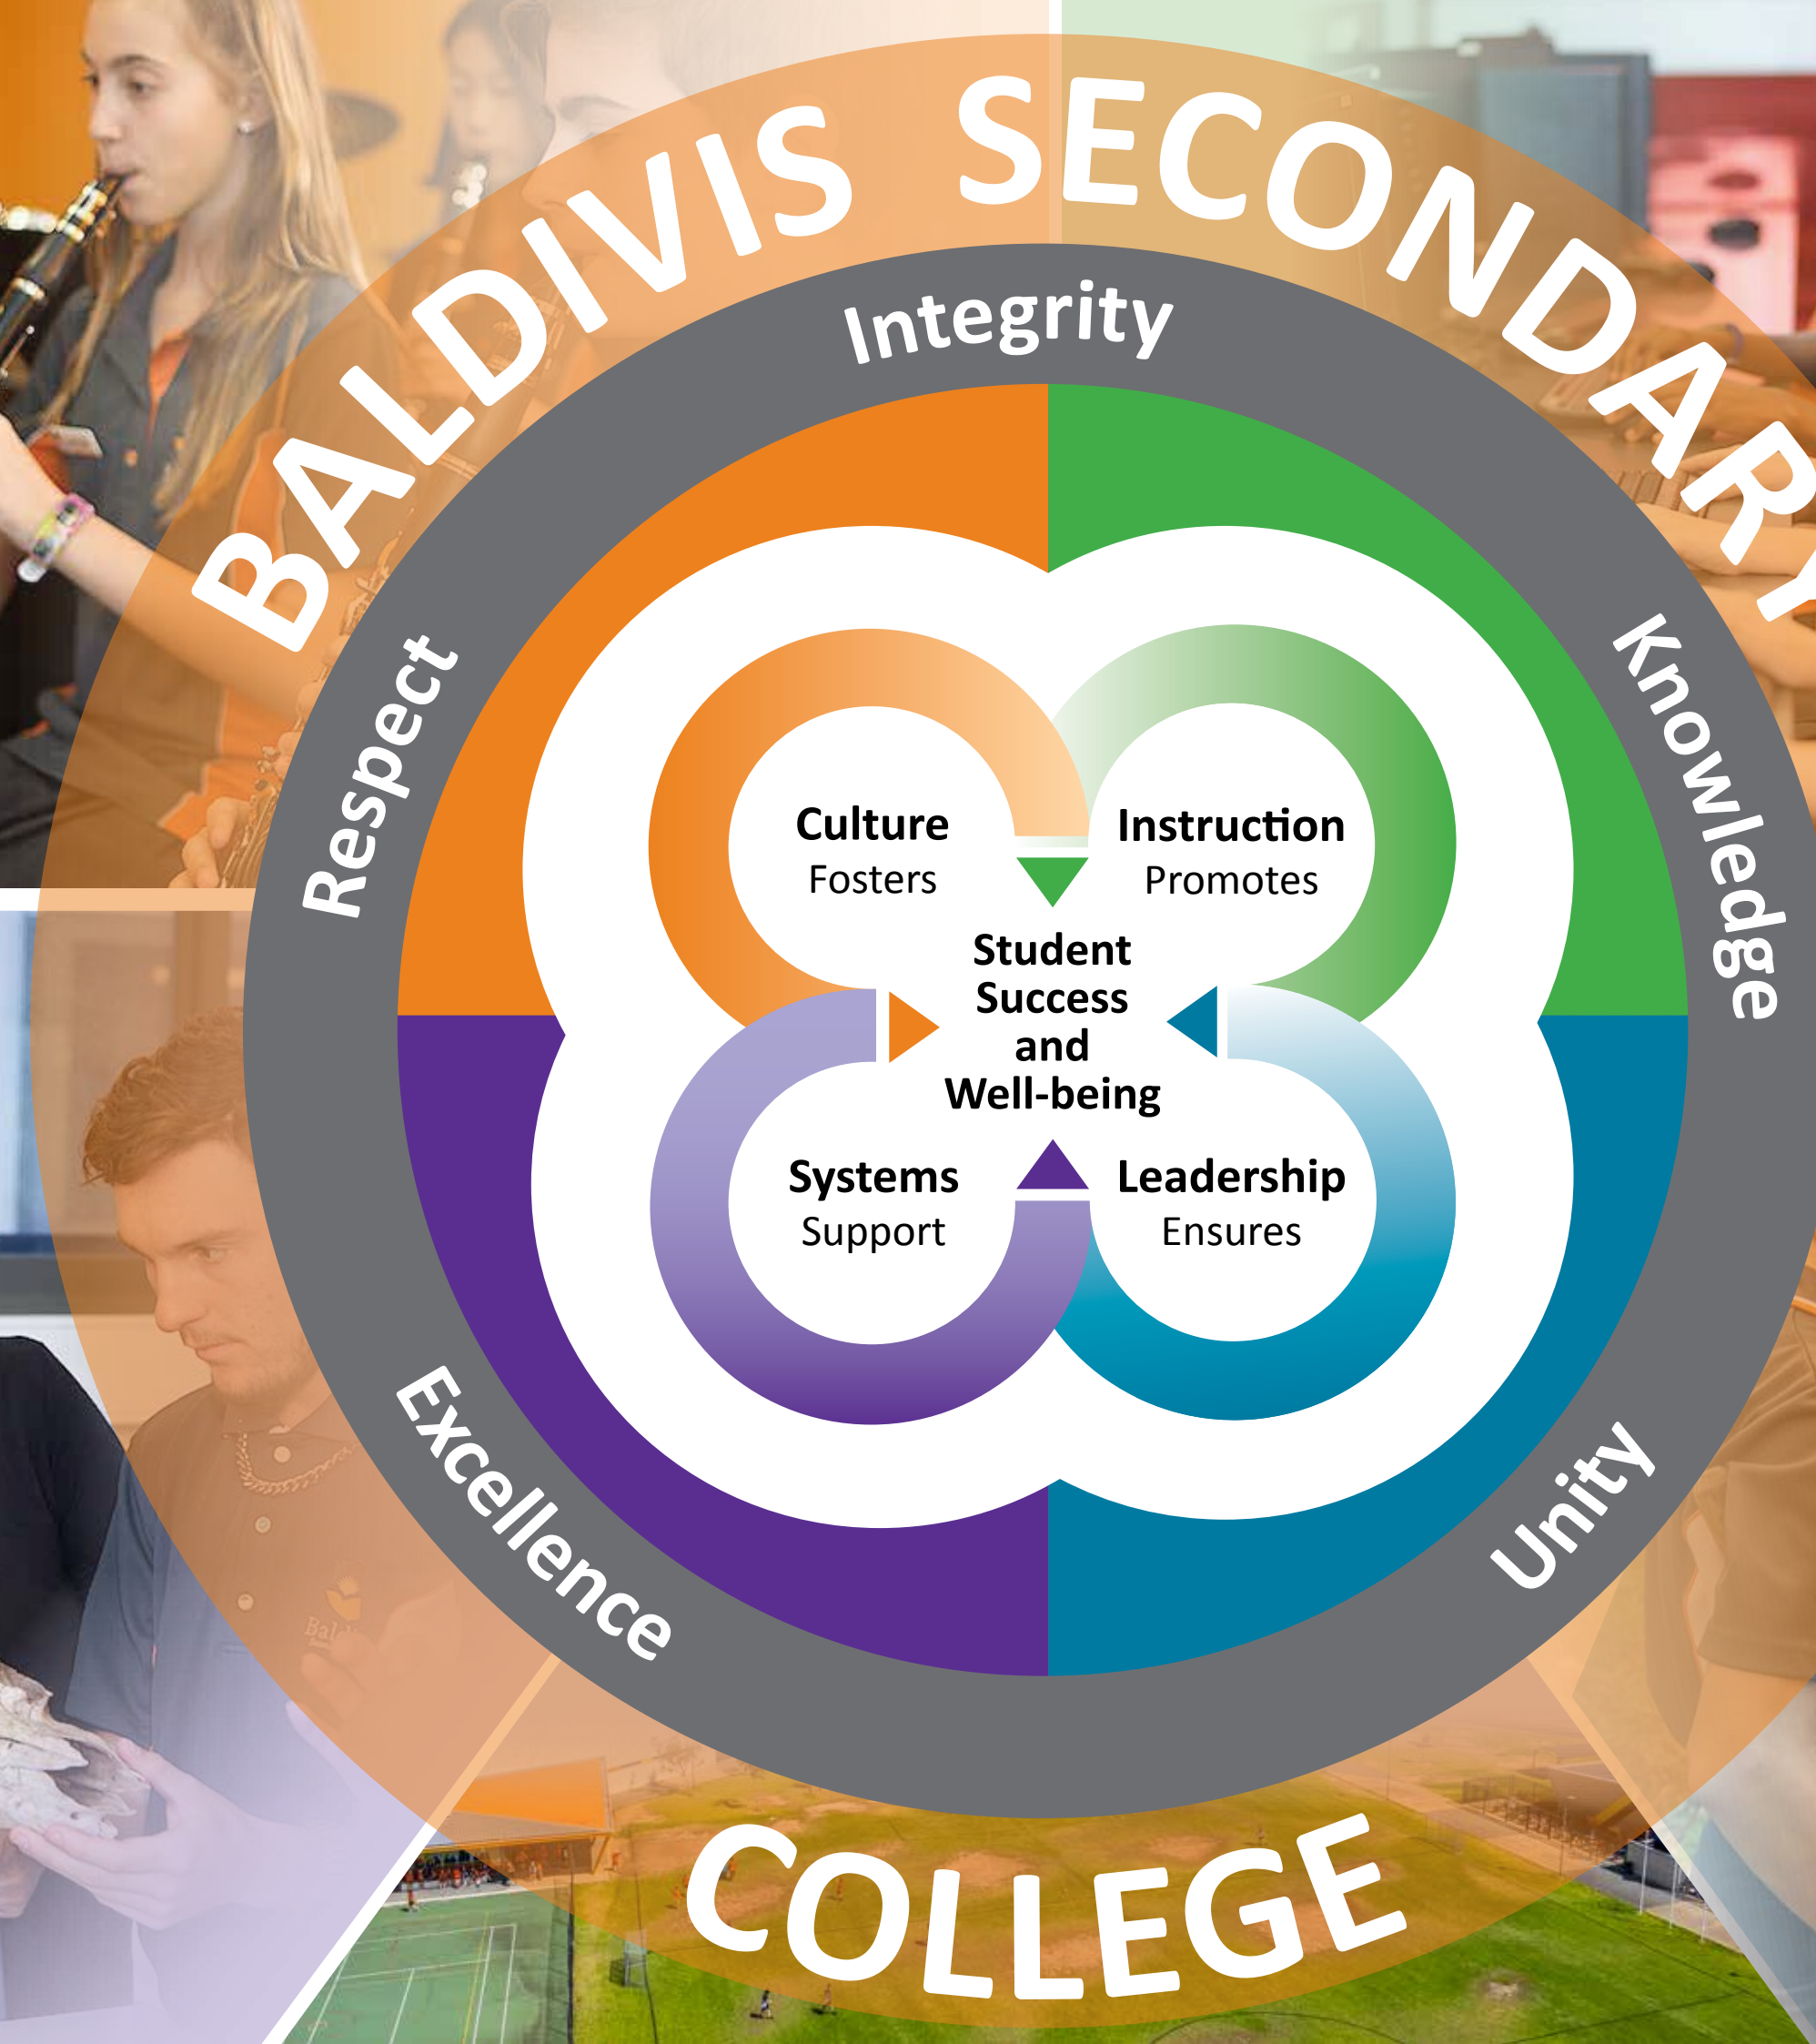 BALDIVIS SECONDARY
Integrity
Respect
Knowledge
Culture
Fosters
Instruction
Promotes
Student
Success
and
Well-being
Systems
Support
Leadership
Ensures
Excellence
Unity
COLLEGE